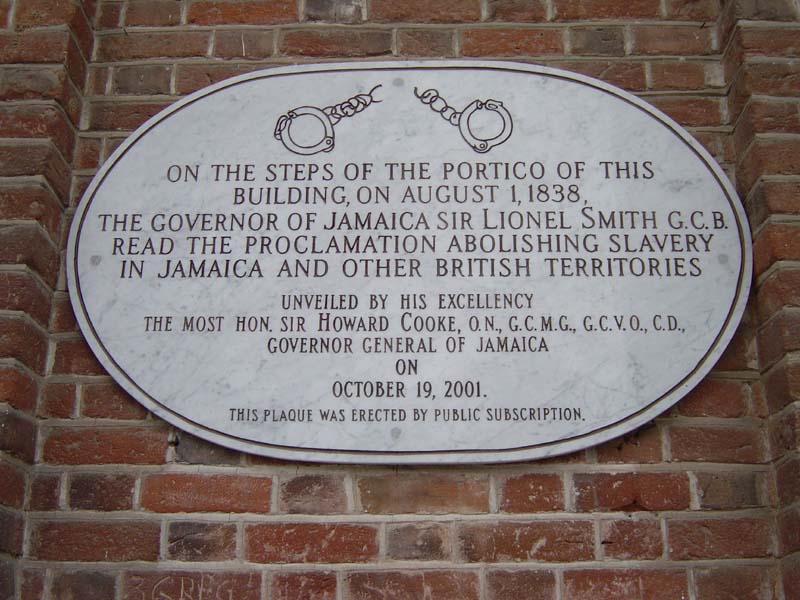 ON THE STEPS OF THE PORTICO OF THIS
BUILDING, ON AUGUST 1, 1838,
THE GOVERNOR OF JAMAICA SIR LIONEL SMITH G.C.B.
READ THE PROCLAMATION ABOLISHING SLAVERY
IN JAMAICA AND OTHER BRITISH TERRITORIES
UNVEILED BY HIS EXCELLENCY
THE MOST HON. SIR HOWARD COOKE, O.N., G.C.M.G., G.C.V.O., C.D.,
GOVERNOR GENERAL OF JAMAICA
ON
OCTOBER 19, 2001.
THIS PLAQUE WAS ERECTED BY PUBLIC SUBSCRIPTION.